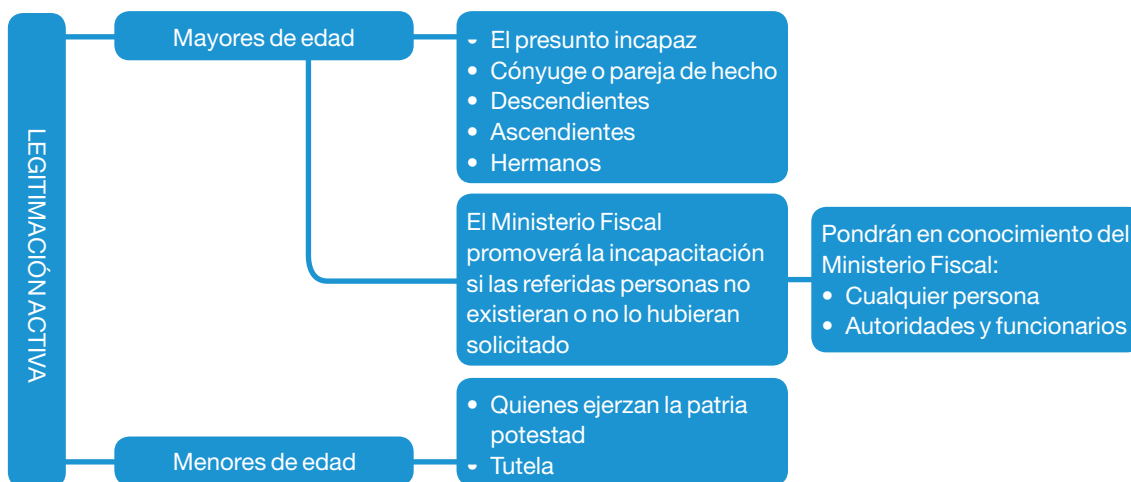 LEGITIMACIÓN ACTIVA
Mayores de edad
- El presunto incapaz
• Cónyuge o pareja de hecho
• Descendientes
• Ascendientes
• Hermanos
El Ministerio Fiscal
promoverá la incapacitación
si las referidas personas no
existieran o no lo hubieran
solicitado
Pondrán en conocimiento del
Ministerio Fiscal:
• Cualquier persona
• Autoridades y funcionarios
Menores de edad
• Quienes ejerzan la patria
potestad
- Tutela